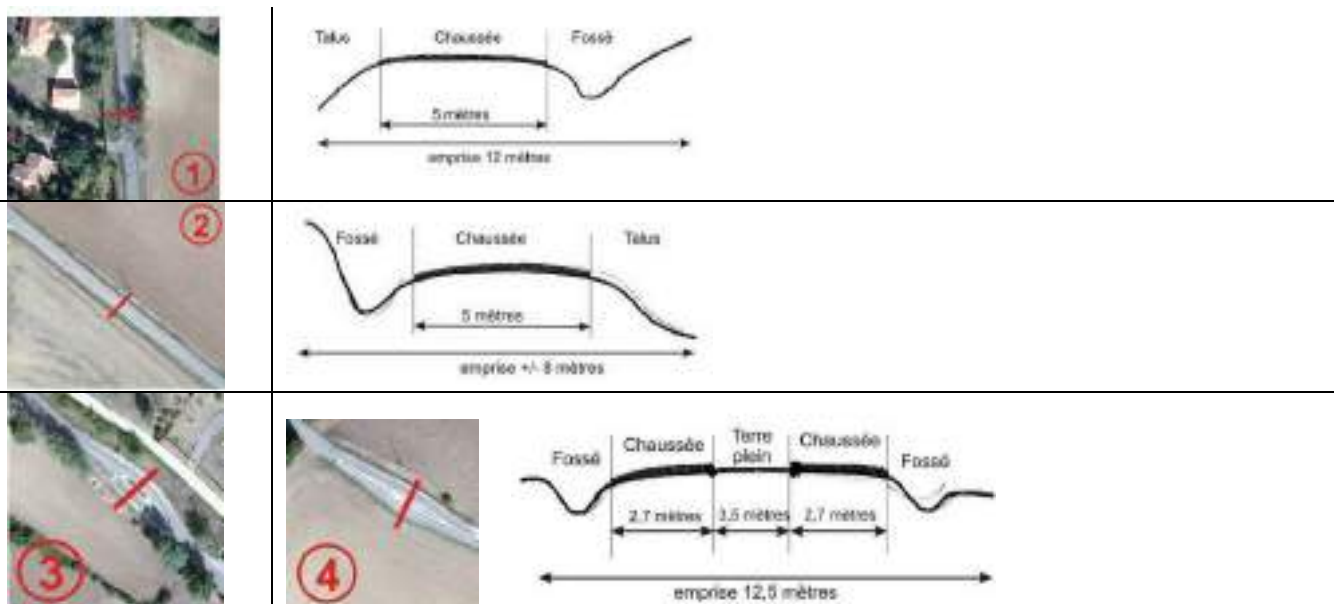 ①
Talus Chaussée Fossé
5 mètres
emprise 12 mètres
②
Fossé Chaussée Talus
5 mètres
emprise +/- 8 mètres
③
④
Fossé Chaussée Terre plein Chaussée Fossé
2,7 mètres 3,5 mètres 2,7 mètres
emprise 12,5 mètres